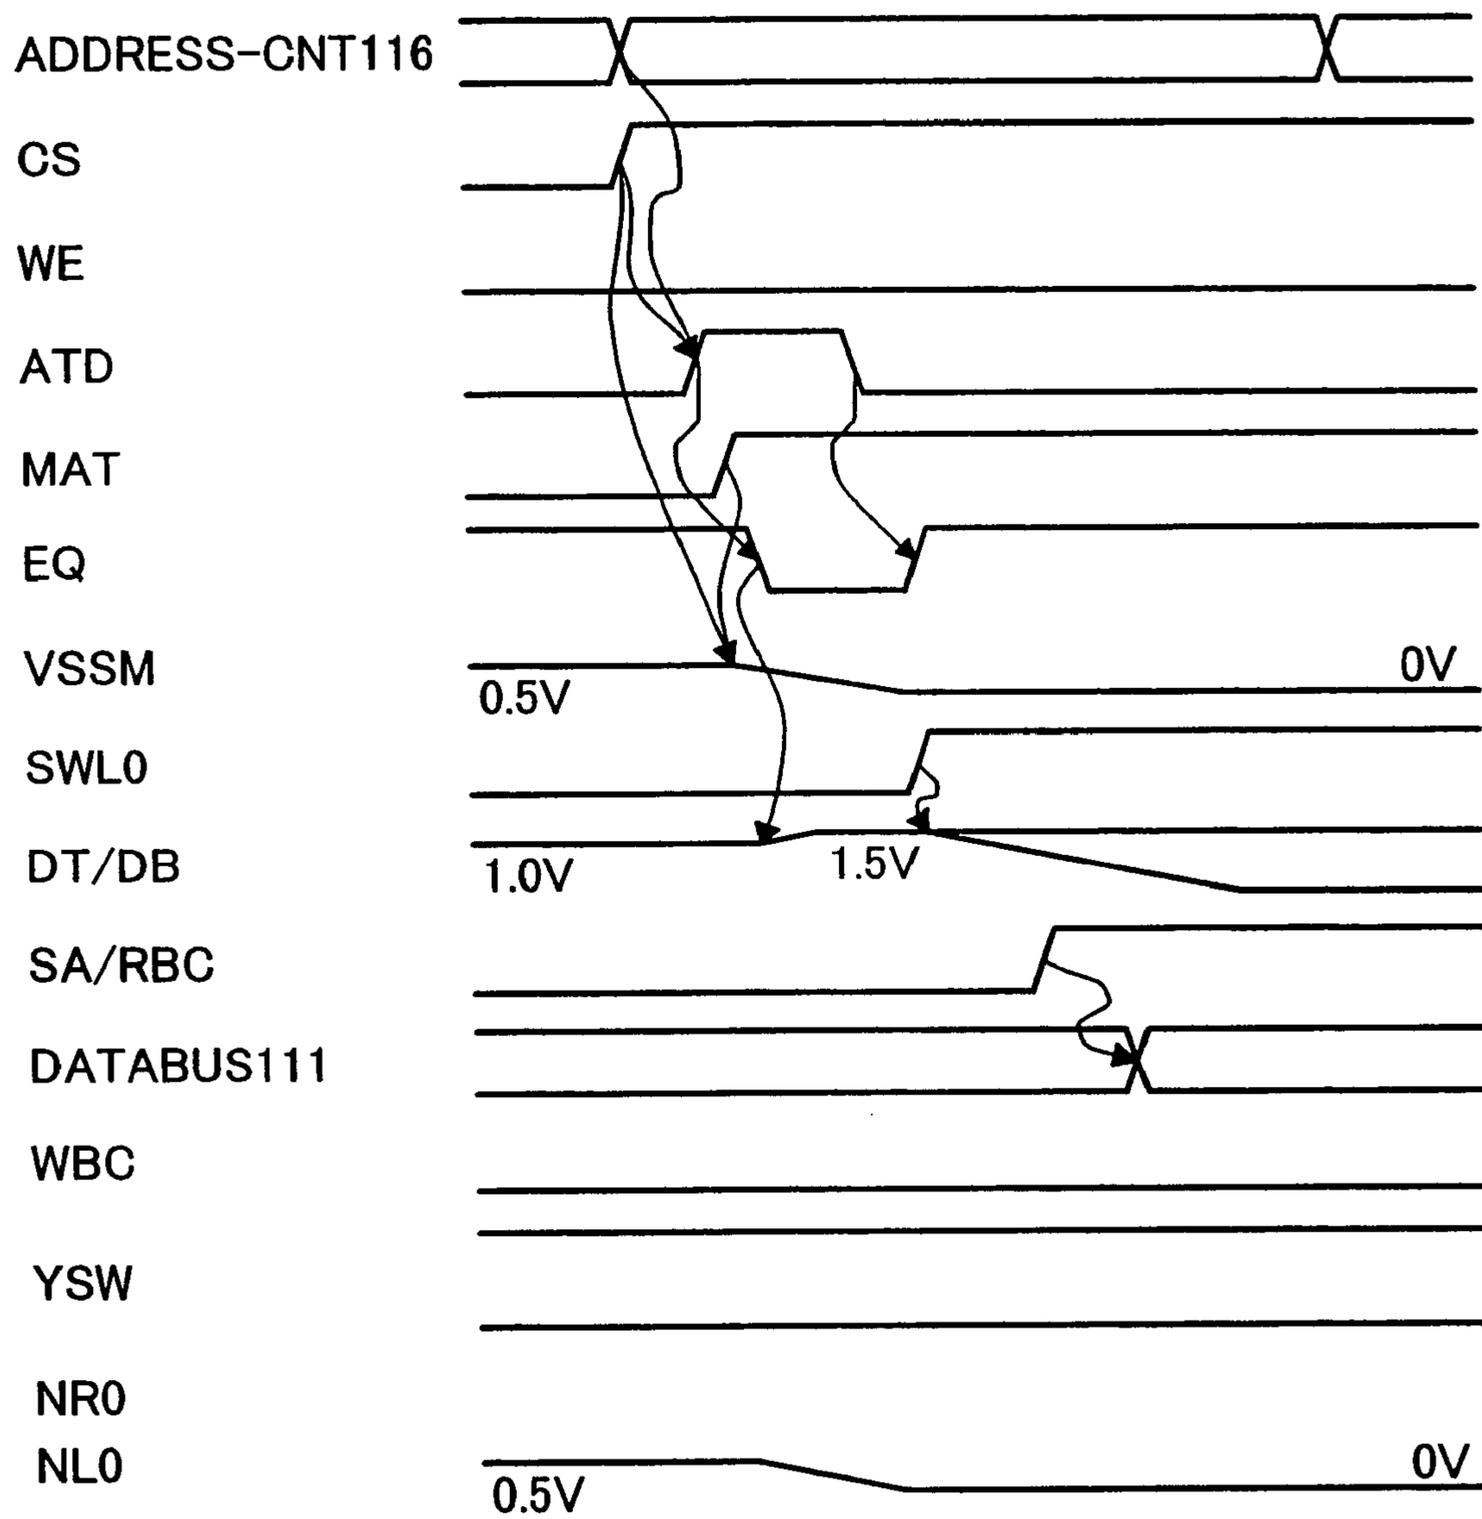 ADDRESS-CNT116
CS
WE
ATD
MAT
EQ
VSSM
0.5V
0V
SWL0
DT/DB
1.0V
1.5V
SA/RBC
DATABUS111
WBC
YSW
NR0
NL0
0.5V
0V